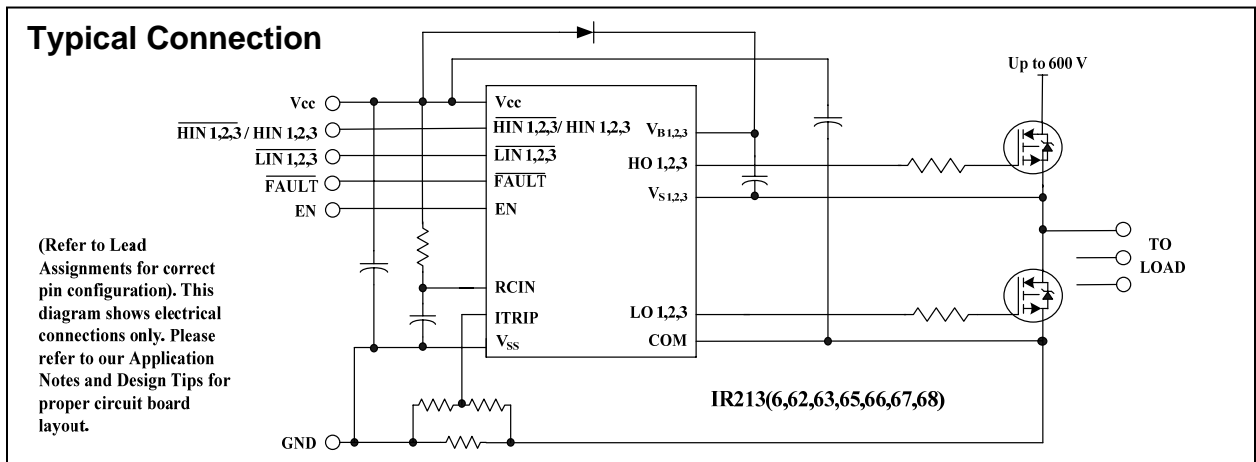 Typical Connection
Up to 600 V
Vcc
Vcc
HIN 1,2,3 / HIN 1,2,3
HIN 1,2,3 / HIN 1,2,3
VB1,2,3
LIN 1,2,3
LIN 1,2,3
HO 1,2,3
FAULT
FAULT
VS1,2,3
EN
EN
(Refer to Lead
Assignments for correct
pin configuration). This
diagram shows electrical
connections only. Please
refer to our Application
Notes and Design Tips for
proper circuit board
layout.
TO
LOAD
RCIN
ITRIP
LO 1,2,3
VSS
COM
IR213(6,62,63,65,66,67,68)
GND